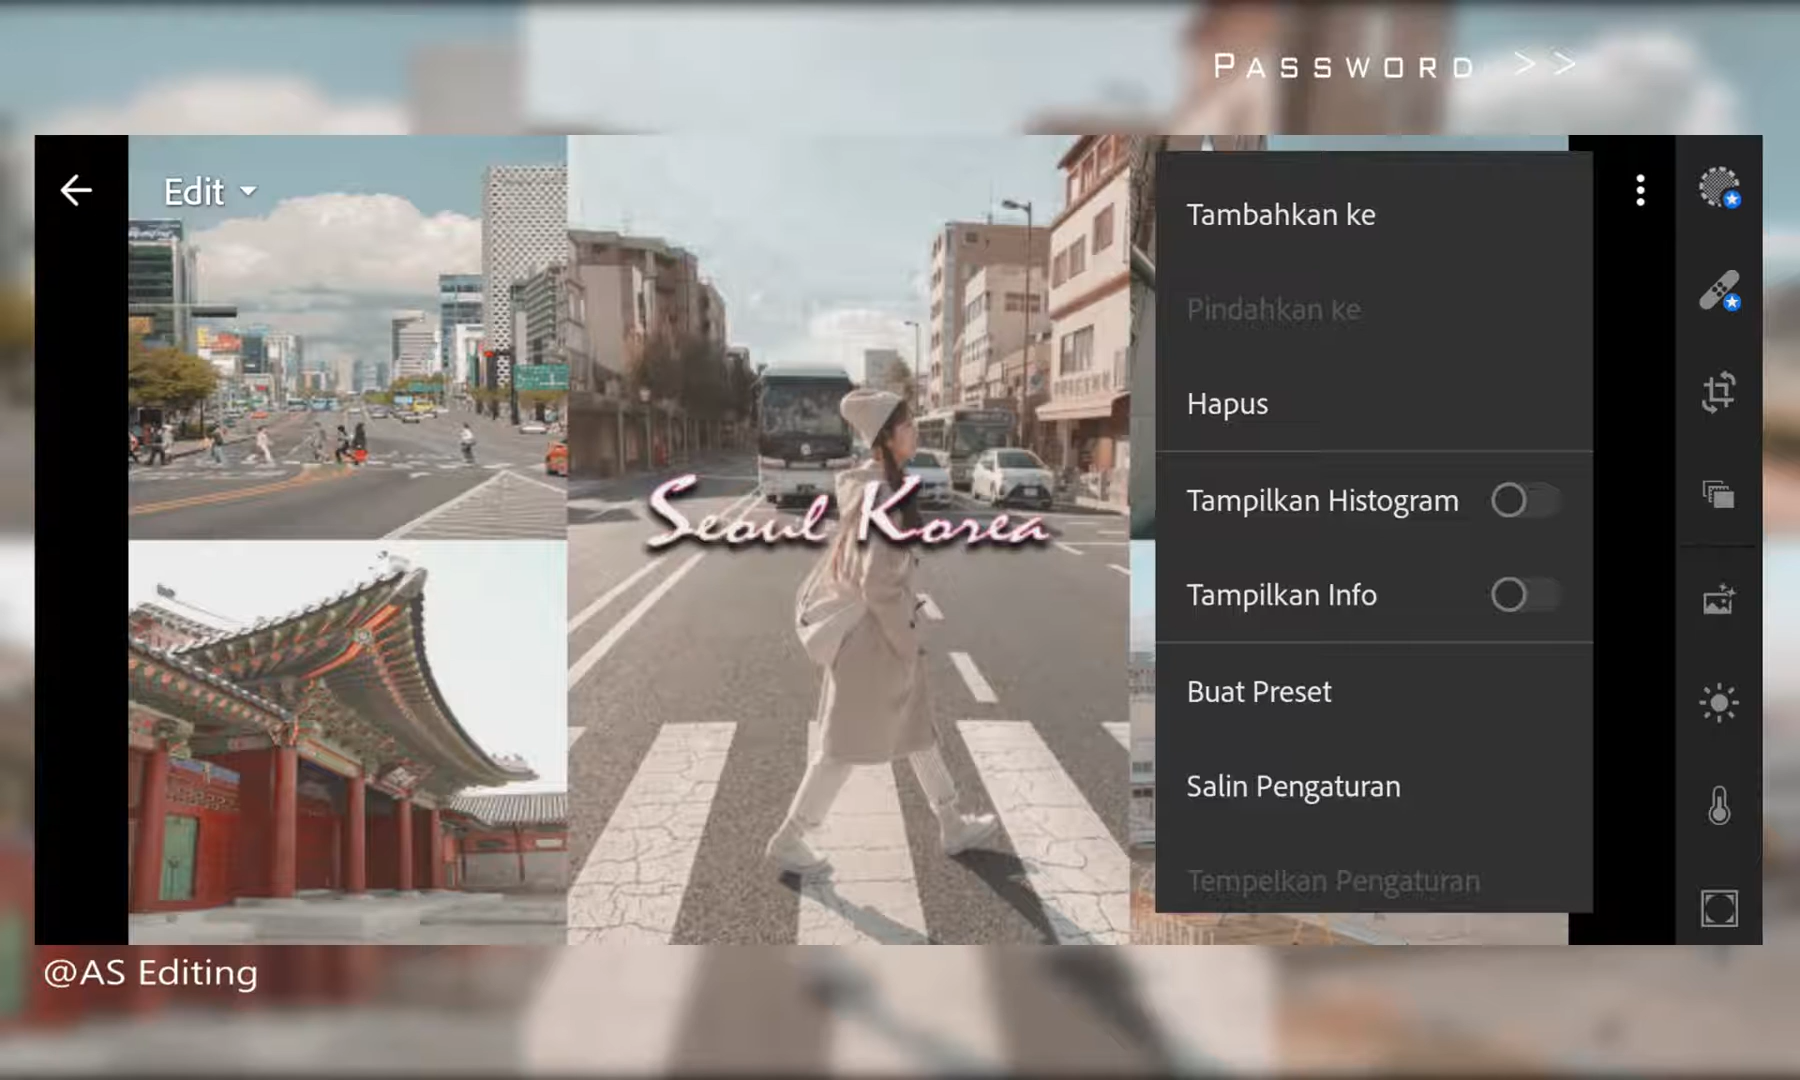 PASSWORD >>
Edit
Tambahkan ke
Pindahkan ke
Hapus
Seoul Korea
Tampilkan Histogram
Tampilkan Info
Buat Preset
Salin Pengaturan
Tempelkan Pengaturan
@AS Editing